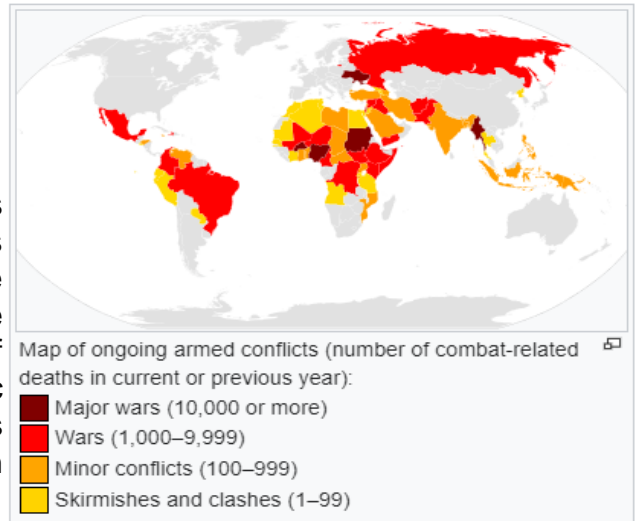 Map of ongoing armed conflicts (number of combat-related
deaths in current or previous year):
Major wars (10,000 or more)
Wars (1,000–9,999)
Minor conflicts (100–999)
Skirmishes and clashes (1–99)